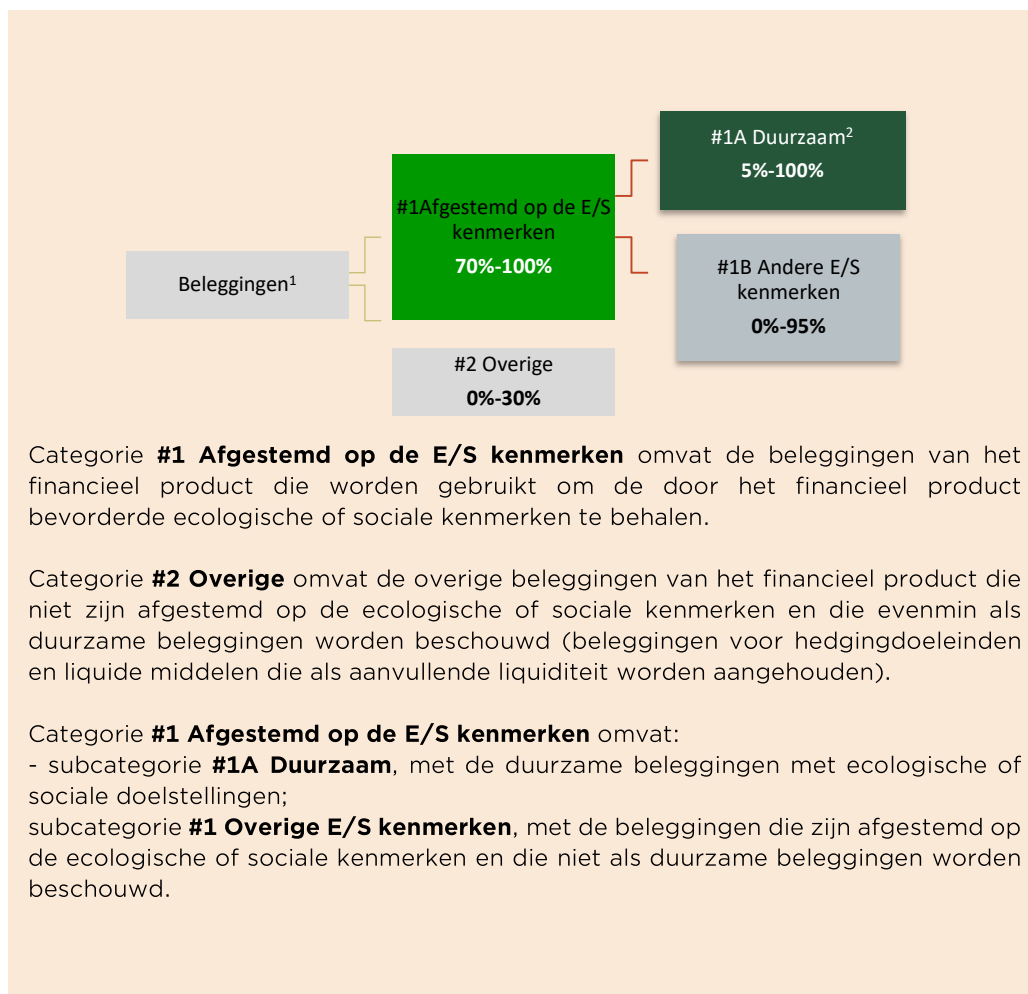 #1A Duurzaam²
5%-100%
#1Afgestemd op de E/S
kenmerken
70%-100%
#1B Andere E/S
kenmerken
0%-95%
Beleggingen¹
#2 Overige
0%-30%
Categorie #1 Afgestemd op de E/S kenmerken omvat de beleggingen van het
financieel product die worden gebruikt om de door het financieel product
bevorderde ecologische of sociale kenmerken te behalen.
Categorie #2 Overige omvat de overige beleggingen van het financieel product die
niet zijn afgestemd op de ecologische of sociale kenmerken en die evenmin als
duurzame beleggingen worden beschouwd (beleggingen voor hedgingdoeleinden
en liquide middelen die als aanvullende liquiditeit worden aangehouden).
Categorie #1 Afgestemd op de E/S kenmerken omvat:
- subcategorie #1A Duurzaam, met de duurzame beleggingen met ecologische of
sociale doelstellingen;
subcategorie #1 Overige E/S kenmerken, met de beleggingen die zijn afgestemd op
de ecologische of sociale kenmerken en die niet als duurzame beleggingen worden
beschouwd.